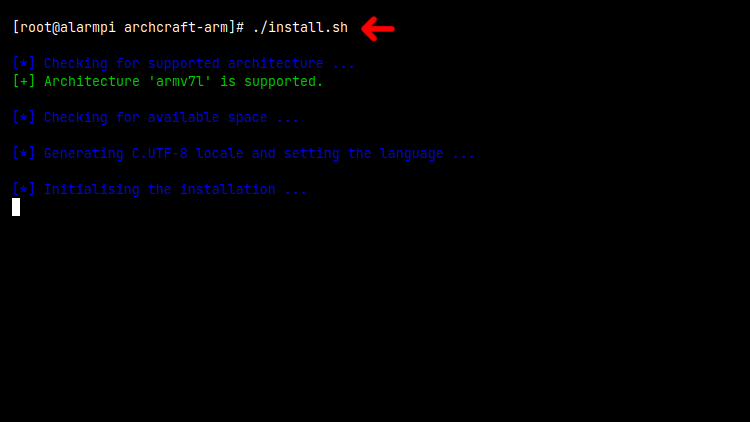 [root@alarmpi archcraft-arm]# ./install.sh
[*] Checking for supported architecture ...
[+] Architecture 'armv7l' is supported.
[*] Checking for available space ....
[*] Generating C.UTF-8 locale and setting the language ...
[*] Initialising the installation ...